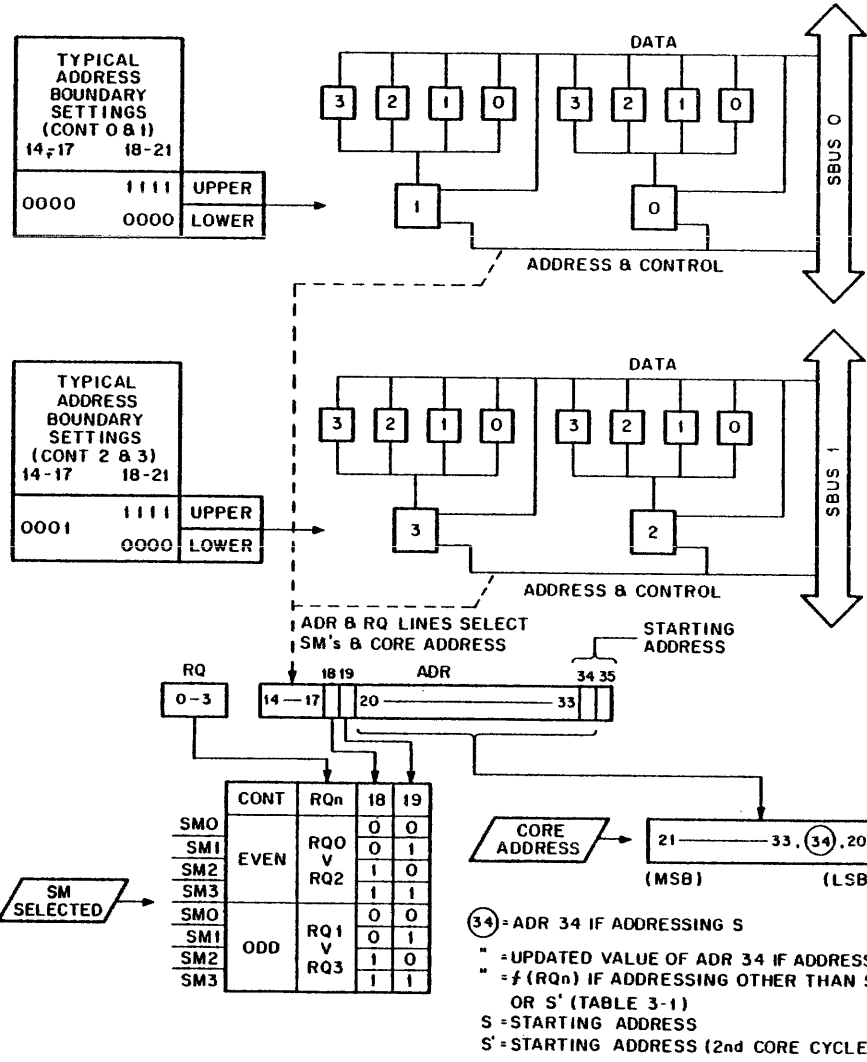 TYPICAL
ADDRESS
BOUNDARY
SETTINGS
(CONT 0 & 1)
14-17 18-21
0000
1111 UPPER
0000 LOWER
DATA
3 2 1 0 3 2 1 0
1 0
ADDRESS & CONTROL
SBUS 0
TYPICAL
ADDRESS
BOUNDARY
SETTINGS
(CONT 2 & 3)
14-17 18-21
0001
1111 UPPER
0000 LOWER
DATA
3 2 1 0 3 2 1 0
3 2
ADDRESS & CONTROL
SBUS 1
ADR & RQ LINES SELECT
SM's & CORE ADDRESS
STARTING
ADDRESS
RQ
0-3
18 19 ADR 34 35
14 — 17 20 — 33
CONT RQn 18 19
SM0 0 0
SM1 0 1
SM2 1 0
SM3 1 1
EVEN
RQ0
V
RQ2
SM0 0 0
SM1 0 1
SM2 1 0
SM3 1 1
ODD
RQ1
V
RQ3
SM
SELECTED
CORE
ADDRESS
21 — 33, 34, 20
(MSB) (LSB
34 = ADR 34 IF ADDRESSING S
" = UPDATED VALUE OF ADR 34 IF ADDRESS
" = f (RQn) IF ADDRESSING OTHER THAN S
OR S' (TABLE 3-1)
S = STARTING ADDRESS
S' = STARTING ADDRESS (2nd CORE CYCLE